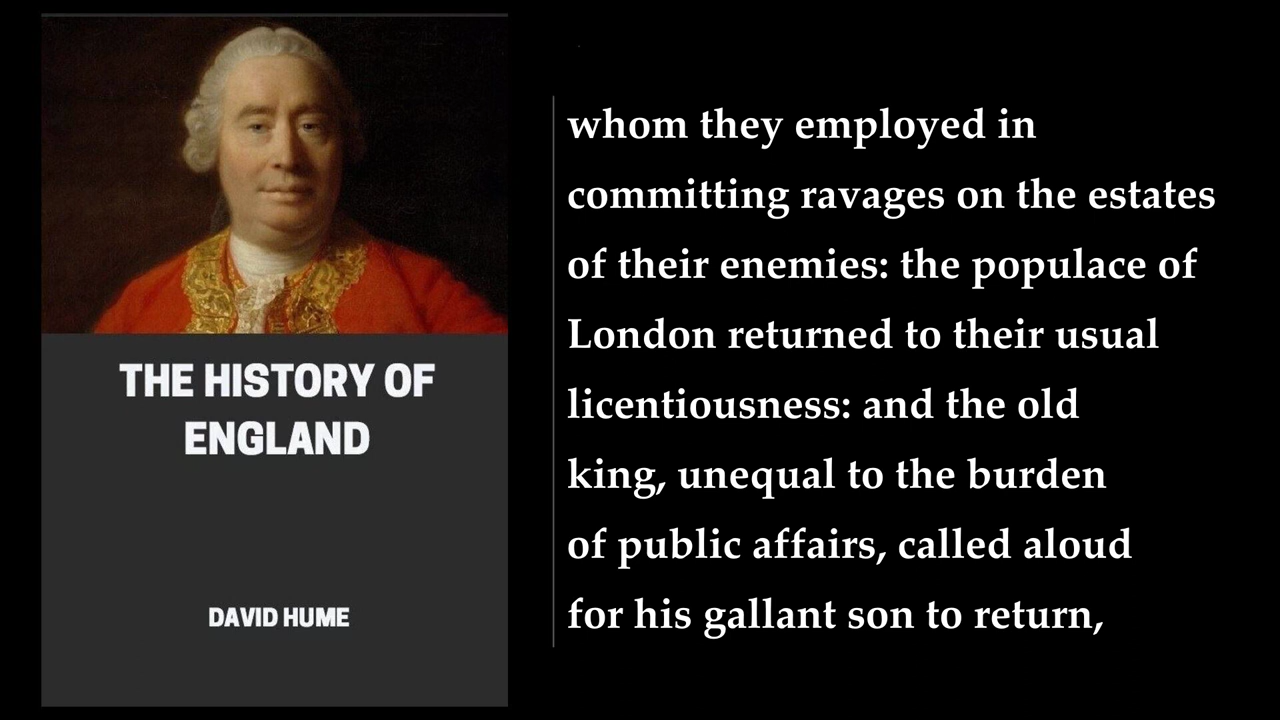 THE HISTORY OF
ENGLAND
DAVID HUME
whom they employed in
committing ravages on the estates
of their enemies: the populace of
London returned to their usual
licentiousness: and the old
king, unequal to the burden
of public affairs, called aloud
for his gallant son to return,